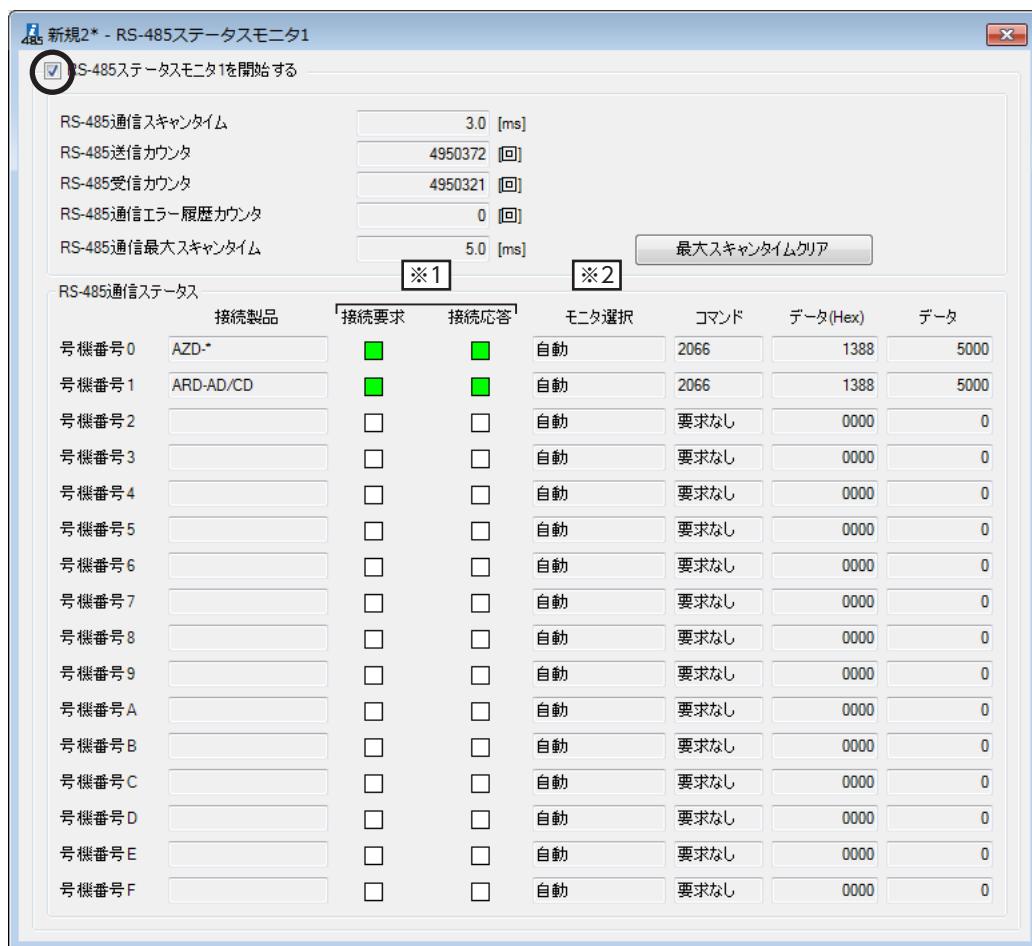 新規2* - RS-485ステータスモニタ1
RS-485ステータスモニタ1を開始する
RS-485通信スキャンタイム 3.0 [ms]
RS-485送信カウンタ 4950372 [回]
RS-485受信カウンタ 4950321 [回]
RS-485通信エラー履歴カウンタ 0 [回]
RS-485通信最大スキャンタイム 5.0 [ms] 最大スキャンタイムクリア
※1 ※2
RS-485通信ステータス
接続製品 接続要求 接続応答 モニタ選択 コマンド データ(Hex) データ
号機番号0 AZD-* 自動 2066 1388 5000
号機番号1 ARD-AD/CD 自動 2066 1388 5000
号機番号2 自動 要求なし 0000 0
号機番号3 自動 要求なし 0000 0
号機番号4 自動 要求なし 0000 0
号機番号5 自動 要求なし 0000 0
号機番号6 自動 要求なし 0000 0
号機番号7 自動 要求なし 0000 0
号機番号8 自動 要求なし 0000 0
号機番号9 自動 要求なし 0000 0
号機番号A 自動 要求なし 0000 0
号機番号B 自動 要求なし 0000 0
号機番号C 自動 要求なし 0000 0
号機番号D 自動 要求なし 0000 0
号機番号E 自動 要求なし 0000 0
号機番号F 自動 要求なし 0000 0